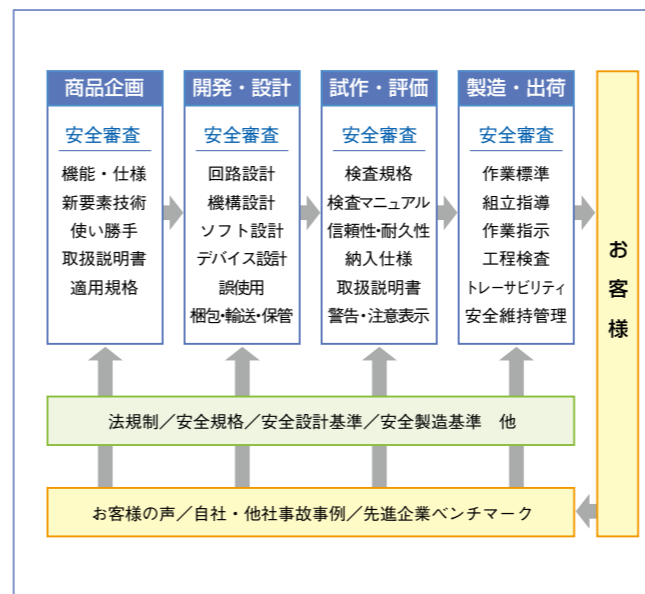 商品企画
安全審査
機能・仕様
新要素技術
使い勝手
取扱説明書
適用規格
開発・設計
安全審査
回路設計
機構設計
ソフト設計
デバイス設計
誤使用
梱包・輸送・保管
試作・評価
安全審査
検査規格
検査マニュアル
信頼性・耐久性
納入仕様
取扱説明書
警告・注意表示
製造・出荷
安全審査
作業標準
組立指導
作業指示
工程検査
トレーサビリティ
安全維持管理
お客様
法規制／安全規格／安全設計基準／安全製造基準　他
お客様の声／自社・他社事故事例／先進企業ベンチマーク